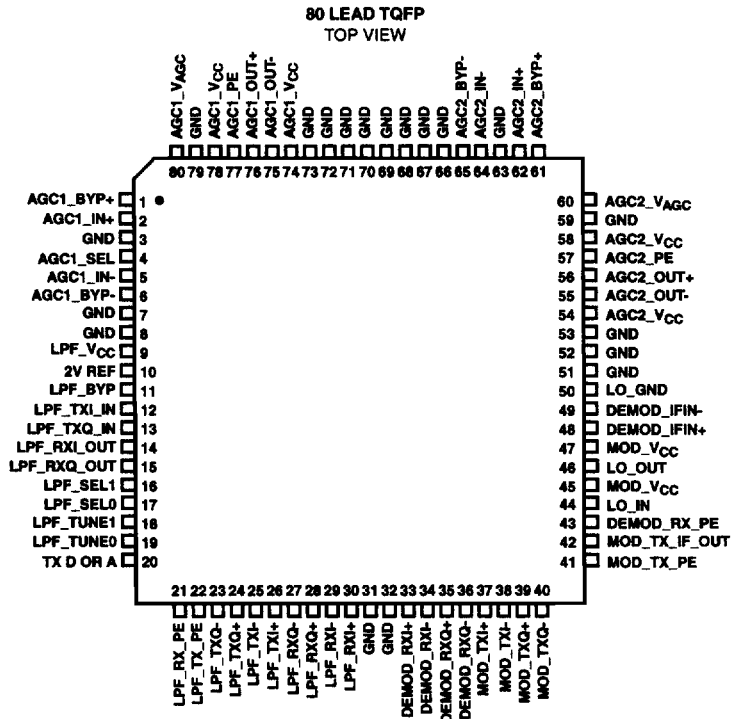 80 LEAD TQFP
TOP VIEW
AGC1_VAGC
GND
AGC1_VCC
AGC1_PE
AGC1_OUT+
AGC1_OUT-
AGC1_VCC
GND
GND
GND
GND
GND
GND
GND
GND
AGC2_BYP-
AGC2_IN-
GND
AGC2_IN+
AGC2_BYP+
80 79 78 77 76 75 74 73 72 71 70 69 68 67 66 65 64 63 62 61
AGC1_BYP+ 1
AGC1_IN+ 2
GND 3
AGC1_SEL 4
AGC1_IN- 5
AGC1_BYP- 6
GND 7
GND 8
LPF_VCC 9
2V REF 10
LPF_BYP 11
LPF_TXI_IN 12
LPF_TXQ_IN 13
LPF_RXI_OUT 14
LPF_RXQ_OUT 15
LPF_SEL1 16
LPF_SEL0 17
LPF_TUNE1 18
LPF_TUNE0 19
TX D OR A 20
60 AGC2_VAGC
59 GND
58 AGC2_VCC
57 AGC2_PE
56 AGC2_OUT+
55 AGC2_OUT-
54 AGC2_VCC
53 GND
52 GND
51 GND
50 LO_GND
49 DEMOD_IFIN-
48 DEMOD_IFIN+
47 MOD_VCC
46 LO_OUT
45 MOD_VCC
44 LO_IN
43 DEMOD_RX_PE
42 MOD_TX_IF_OUT
41 MOD_TX_PE
21 22 23 24 25 26 27 28 29 30 31 32 33 34 35 36 37 38 39 40
LPF_RX_PE
LPF_TX_PE
LPF_TXQ-
LPF_TXQ+
LPF_TXI-
LPF_TXI+
LPF_RXQ-
LPF_RXQ+
LPF_RXI-
LPF_RXI+
GND
GND
DEMOD_RXI+
DEMOD_RXI-
DEMOD_RXQ+
DEMOD_RXQ-
MOD_TXI+
MOD_TXI-
MOD_TXQ+
MOD_TXQ-